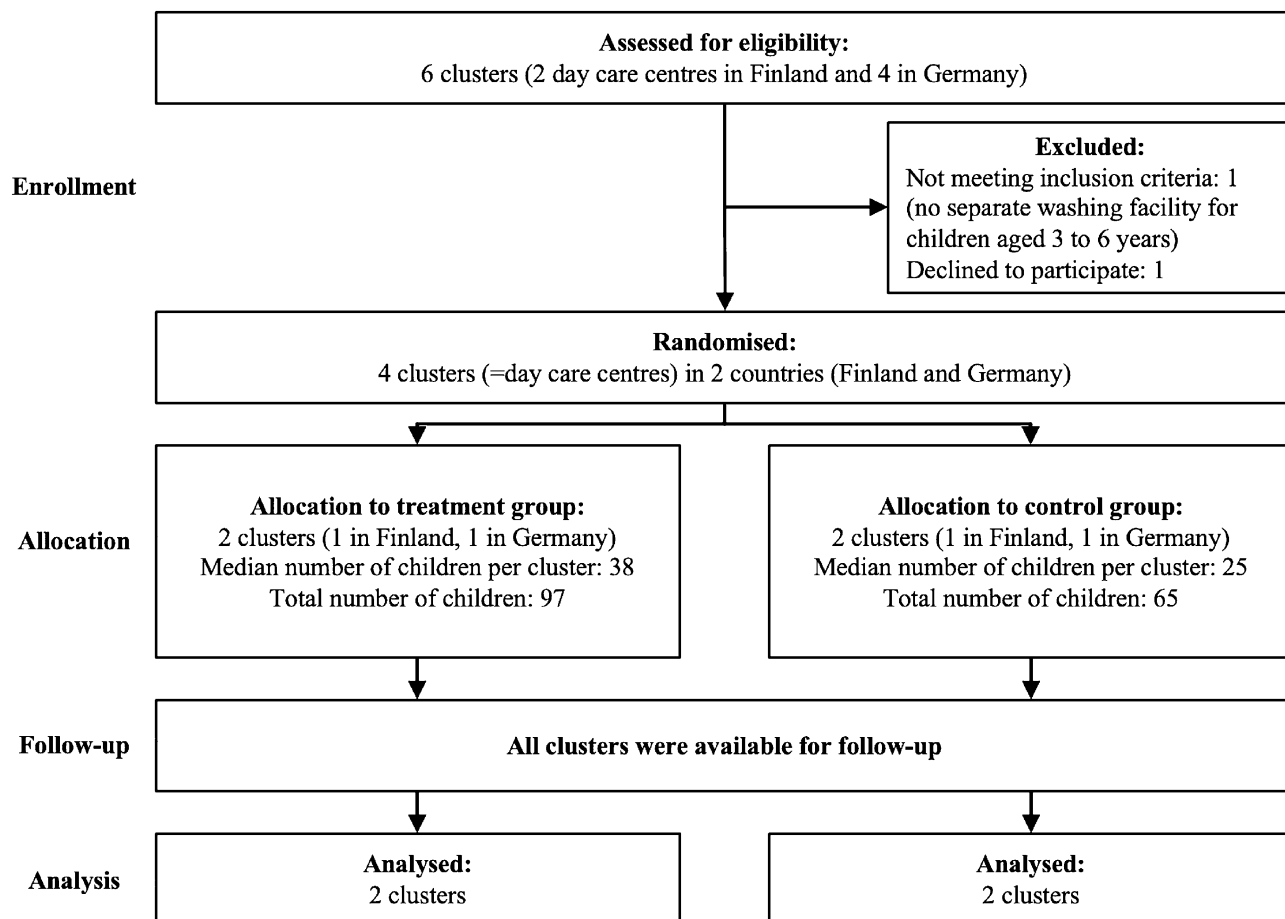 Assessed for eligibility:
6 clusters (2 day care centres in Finland and 4 in Germany)
Enrollment
Excluded:
Not meeting inclusion criteria: 1
(no separate washing facility for
children aged 3 to 6 years)
Declined to participate: 1
Randomised:
4 clusters (=day care centres) in 2 countries (Finland and Germany)
Allocation
Allocation to treatment group:
2 clusters (1 in Finland, 1 in Germany)
Median number of children per cluster: 38
Total number of children: 97
Allocation to control group:
2 clusters (1 in Finland, 1 in Germany)
Median number of children per cluster: 25
Total number of children: 65
Follow-up
All clusters were available for follow-up
Analysis
Analysed:
2 clusters
Analysed:
2 clusters